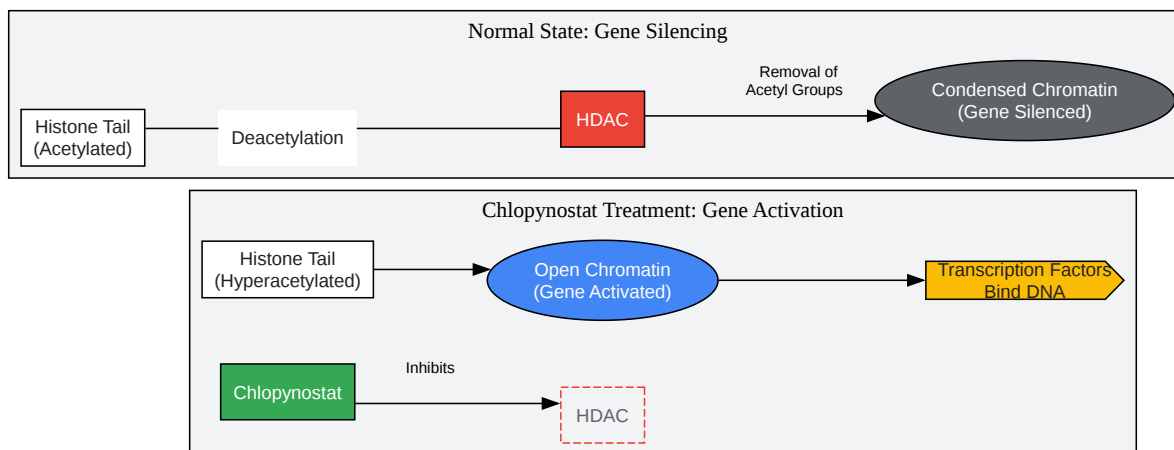 Normal State: Gene Silencing
Histone Tail
(Acetylated)
Deacetylation
HDAC
Removal of
Acetyl Groups
Condensed Chromatin
(Gene Silenced)
Chlopynostat Treatment: Gene Activation
Histone Tail
(Hyperacetylated)
Open Chromatin
(Gene Activated)
Transcription Factors
Bind DNA
Chlopynostat
Inhibits
HDAC